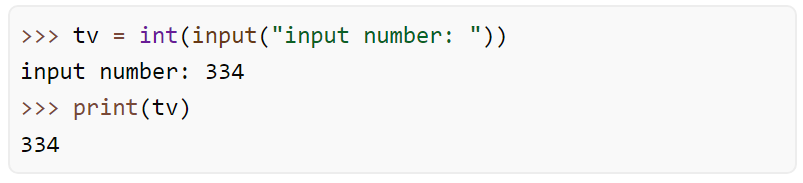 >>> tv = int(input("input number: "))
input number: 334
>>> print(tv)
334